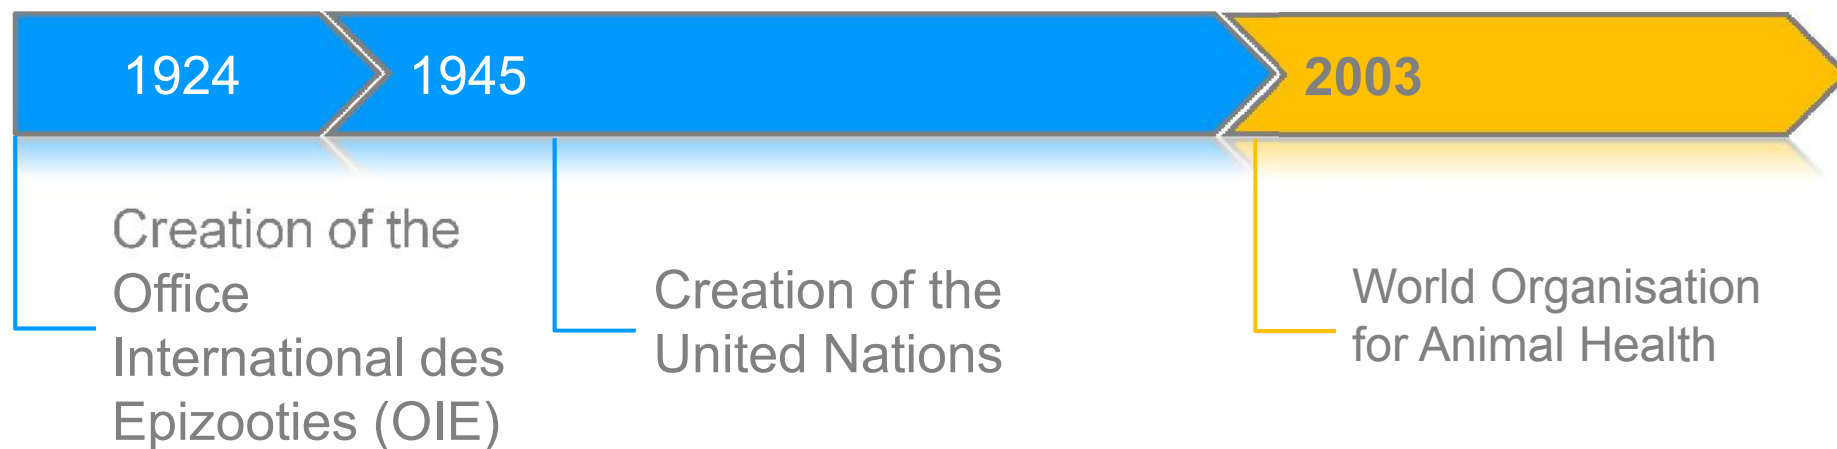 1924
1945
2003
Creation of the
Office
International des
Epizooties (OIE)
Creation of the
United Nations
World Organisation
for Animal Health